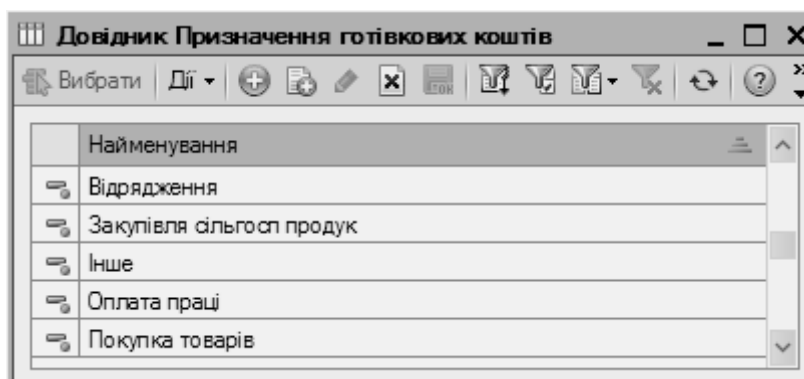 Довідник Призначення готівкових коштів
Вибрати Дії
Найменування
Відрядження
Закупівля сільгосп продук
Інше
Оплата праці
Покупка товарів